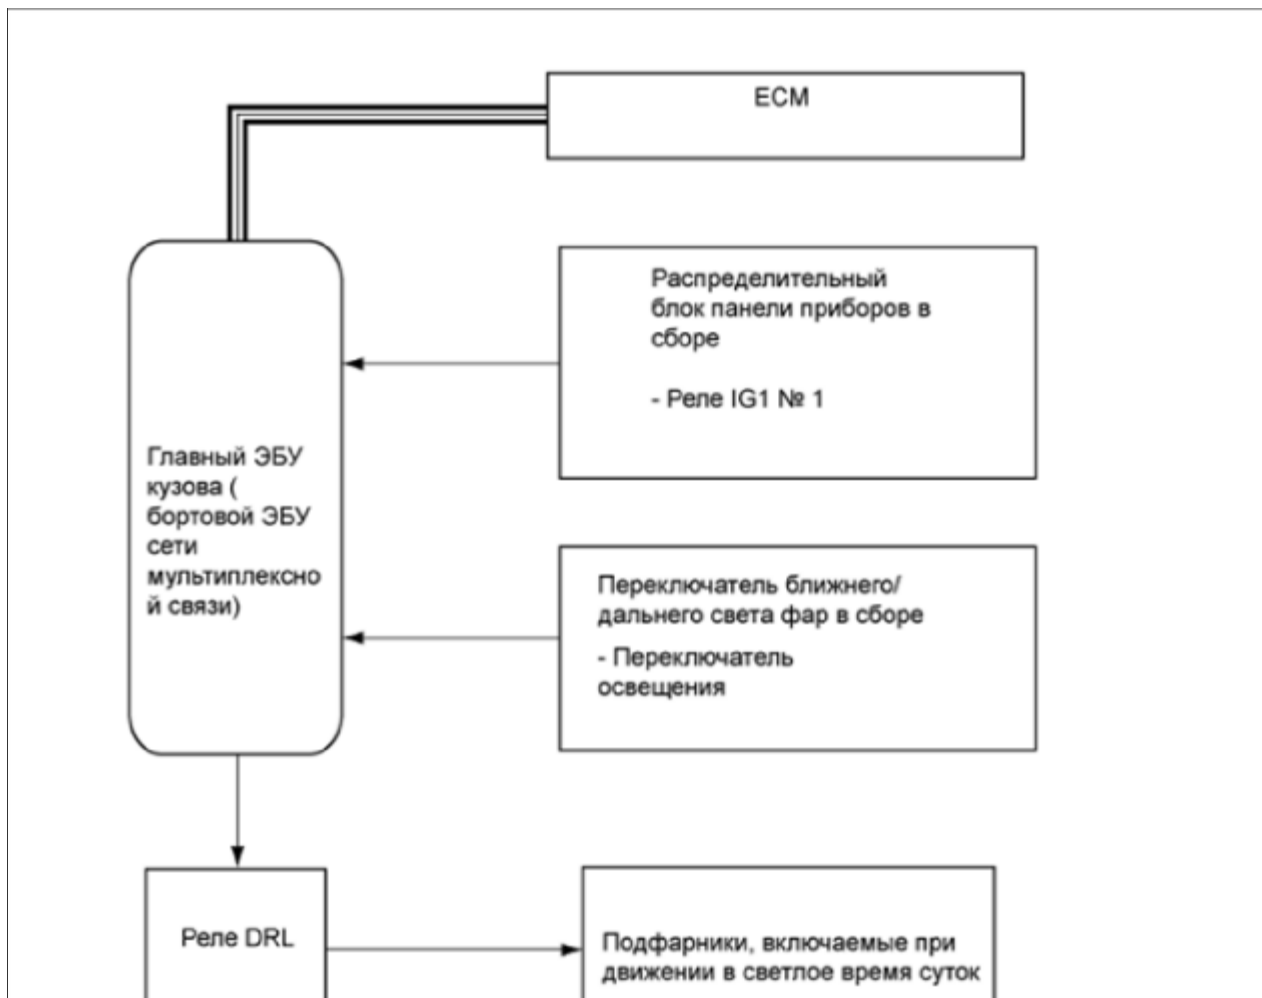 ECM
Распределительный
блок панели приборов в
сборе
- Реле IG1 № 1
Главный ЭБУ
кузова (
бортовой ЭБУ
сети
мультиплексно
й связи)
Переключатель ближнего/
дальнего света фар в сборе
- Переключатель
освещения
Реле DRL
Подфарники, включаемые при
движении в светлое время суток